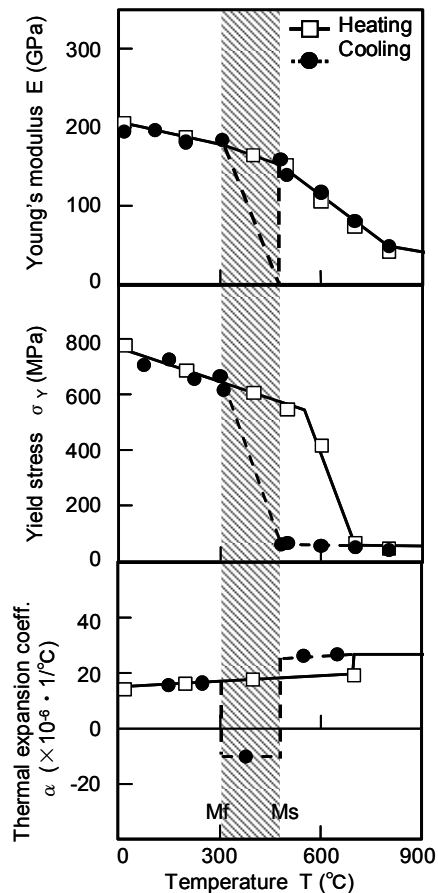 Heating
Cooling
Young's modulus E (GPa)
300
200
100
0
Yield stress σ Y (MPa)
800
600
400
200
0
Thermal expansion coeff.
α (×10-6・1/℃)
40
20
0
-20
Mf Ms
0 300 600 900
Temperature T (℃)